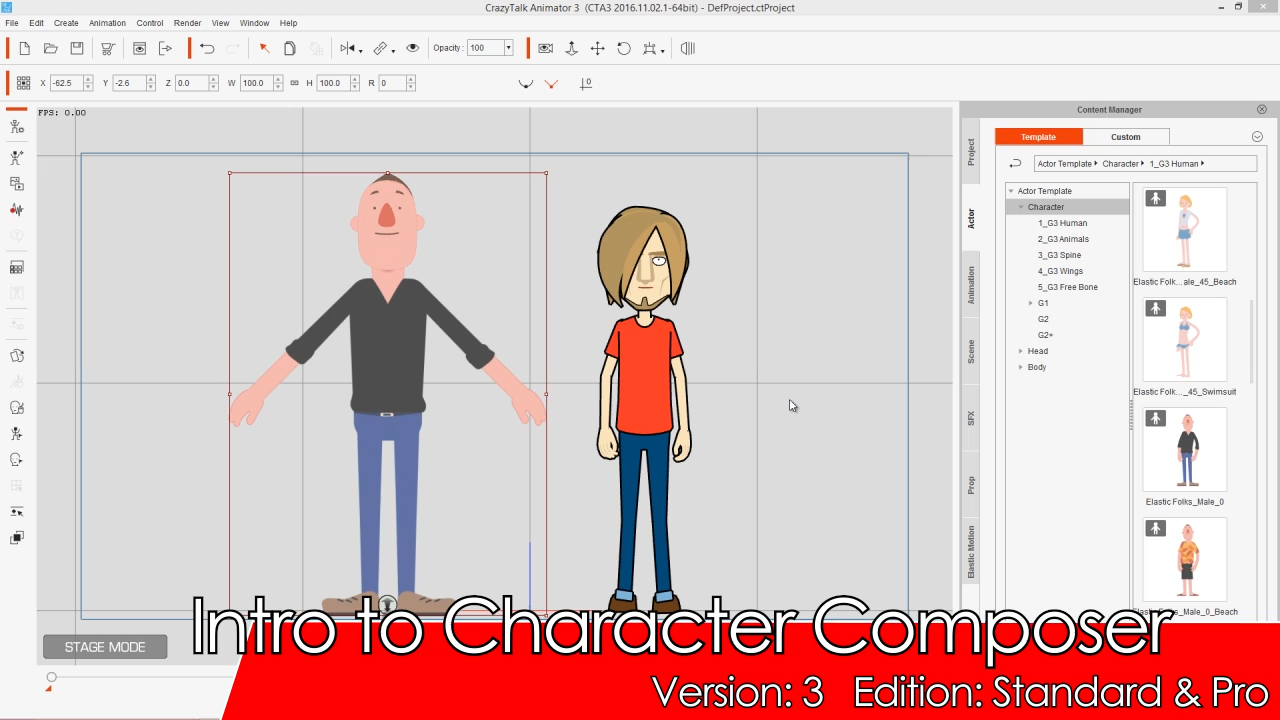 CrazyTalk Animator 3 (CTA3 2016.11.02.1-64bit) - DefProject.ctProject
File Edit Create Animation Control Render View Window Help
Opacity : 100
X -62.5 Y -2.6 Z 0.0 W 100.0 H 100.0 R 0
FPS: 0.00
Content Manager
Template Custom
Actor Template Character 1_G3 Human
Project
Actor
Animation
Scene
SFX
Prop
Elastic Motion
Actor Template
Character
1_G3 Human
2_G3 Animals
3_G3 Spine
4_G3 Wings
5_G3 Free Bone
G1
G2
G2+
Head
Body
Elastic Folk...ale_45_Beach
Elastic Folk..._45_Swimsuit
Elastic Folks_Male_0
STAGE MODE
Intro to Character Composer
Version: 3 Edition: Standard & Pro